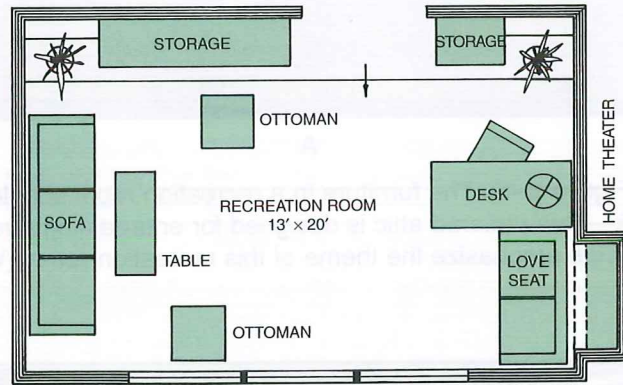 STORAGE
STORAGE
OTTOMAN
HOME THEATER
DESK
SOFA
RECREATION ROOM
13' × 20'
TABLE
LOVE
SEAT
OTTOMAN